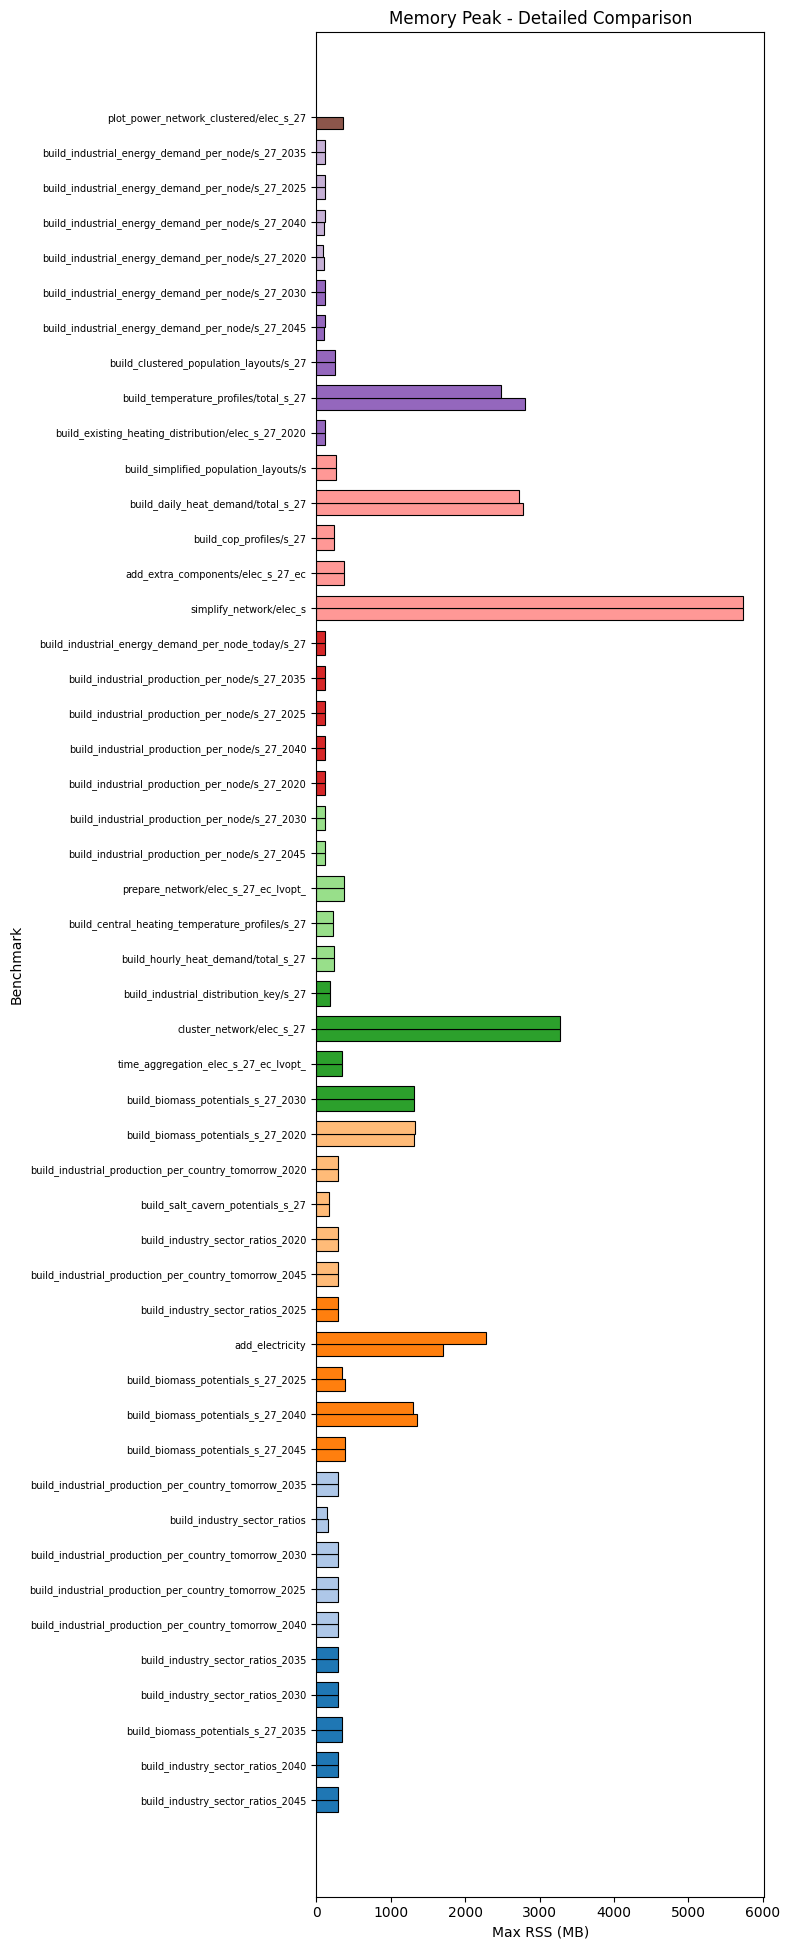 Memory Peak - Detailed Comparison
plot_power_network_clustered/elec_s_27
build_industrial_energy_demand_per_node/s_27_2035
build_industrial_energy_demand_per_node/s_27_2025
build_industrial_energy_demand_per_node/s_27_2040
build_industrial_energy_demand_per_node/s_27_2020
build_industrial_energy_demand_per_node/s_27_2030
build_industrial_energy_demand_per_node/s_27_2045
build_clustered_population_layouts/s_27
build_temperature_profiles/total_s_27
build_existing_heating_distribution/elec_s_27_2020
build_simplified_population_layouts/s
build_daily_heat_demand/total_s_27
build_cop_profiles/s_27
add_extra_components/elec_s_27_ec
simplify_network/elec_s
build_industrial_energy_demand_per_node_today/s_27
build_industrial_production_per_node/s_27_2035
build_industrial_production_per_node/s_27_2025
build_industrial_production_per_node/s_27_2040
build_industrial_production_per_node/s_27_2020
build_industrial_production_per_node/s_27_2030
build_industrial_production_per_node/s_27_2045
prepare_network/elec_s_27_ec_lvopt_
build_central_heating_temperature_profiles/s_27
build_hourly_heat_demand/total_s_27
build_industrial_distribution_key/s_27
cluster_network/elec_s_27
time_aggregation_elec_s_27_ec_lvopt_
build_biomass_potentials_s_27_2030
build_biomass_potentials_s_27_2020
build_industrial_production_per_country_tomorrow_2020
build_salt_cavern_potentials_s_27
build_industry_sector_ratios_2020
build_industrial_production_per_country_tomorrow_2045
build_industry_sector_ratios_2025
add_electricity
build_biomass_potentials_s_27_2025
build_biomass_potentials_s_27_2040
build_biomass_potentials_s_27_2045
build_industrial_production_per_country_tomorrow_2035
build_industry_sector_ratios
build_industrial_production_per_country_tomorrow_2030
build_industrial_production_per_country_tomorrow_2025
build_industrial_production_per_country_tomorrow_2040
build_industry_sector_ratios_2035
build_industry_sector_ratios_2030
build_biomass_potentials_s_27_2035
build_industry_sector_ratios_2040
build_industry_sector_ratios_2045
Benchmark
0 1000 2000 3000 4000 5000 6000
Max RSS (MB)